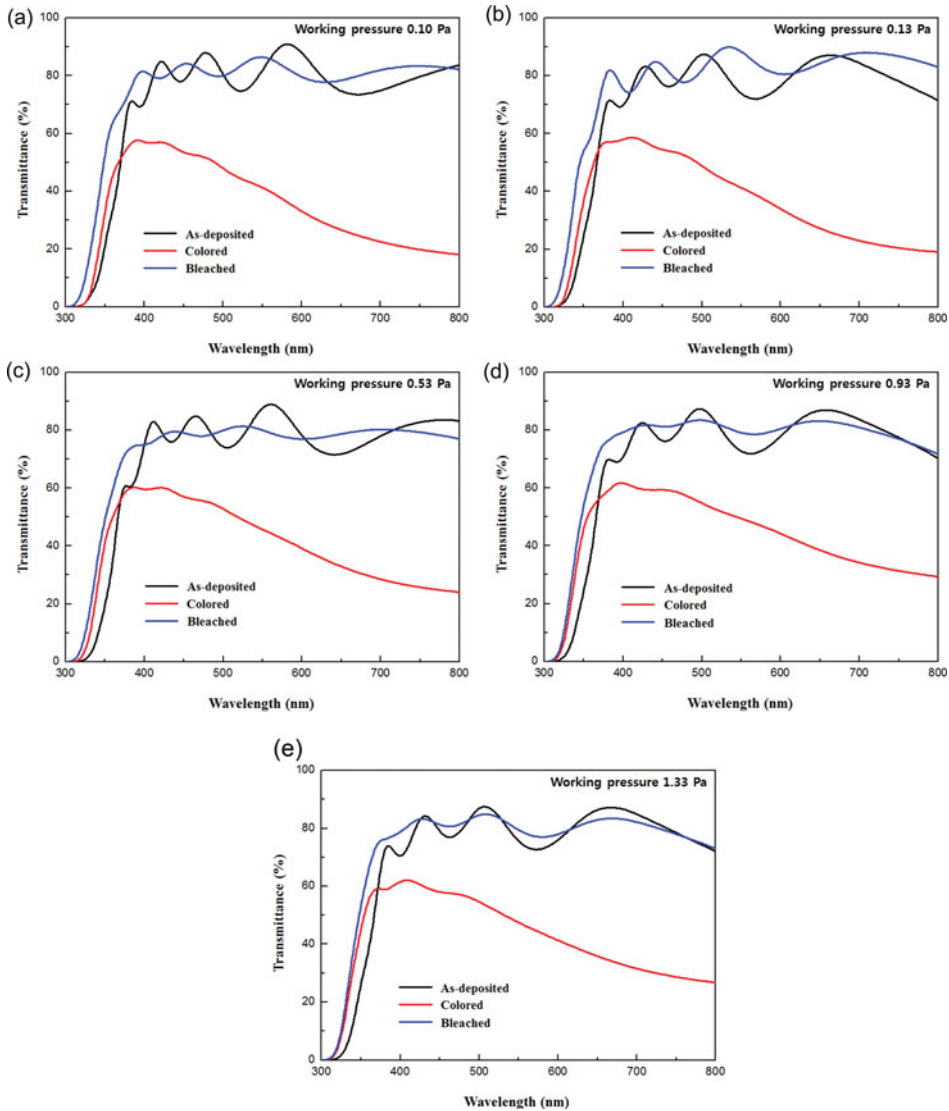 (a)
Working pressure 0.10 Pa
100
80
60
40
20
0
Transmittance (%)
As-deposited
Colored
Bleached
300 400 500 600 700 800
Wavelength (nm)
(b)
Working pressure 0.13 Pa
100
80
60
40
20
0
Transmittance (%)
As-deposited
Colored
Bleached
300 400 500 600 700 800
Wavelength (nm)
(c)
Working pressure 0.53 Pa
100
80
60
40
20
0
Transmittance (%)
As-deposited
Colored
Bleached
300 400 500 600 700 800
Wavelength (nm)
(d)
Working pressure 0.93 Pa
100
80
60
40
20
0
Transmittance (%)
As-deposited
Colored
Bleached
300 400 500 600 700 800
Wavelength (nm)
(e)
Working pressure 1.33 Pa
100
80
60
40
20
0
Transmittance (%)
As-deposited
Colored
Bleached
300 400 500 600 700 800
Wavelength (nm)